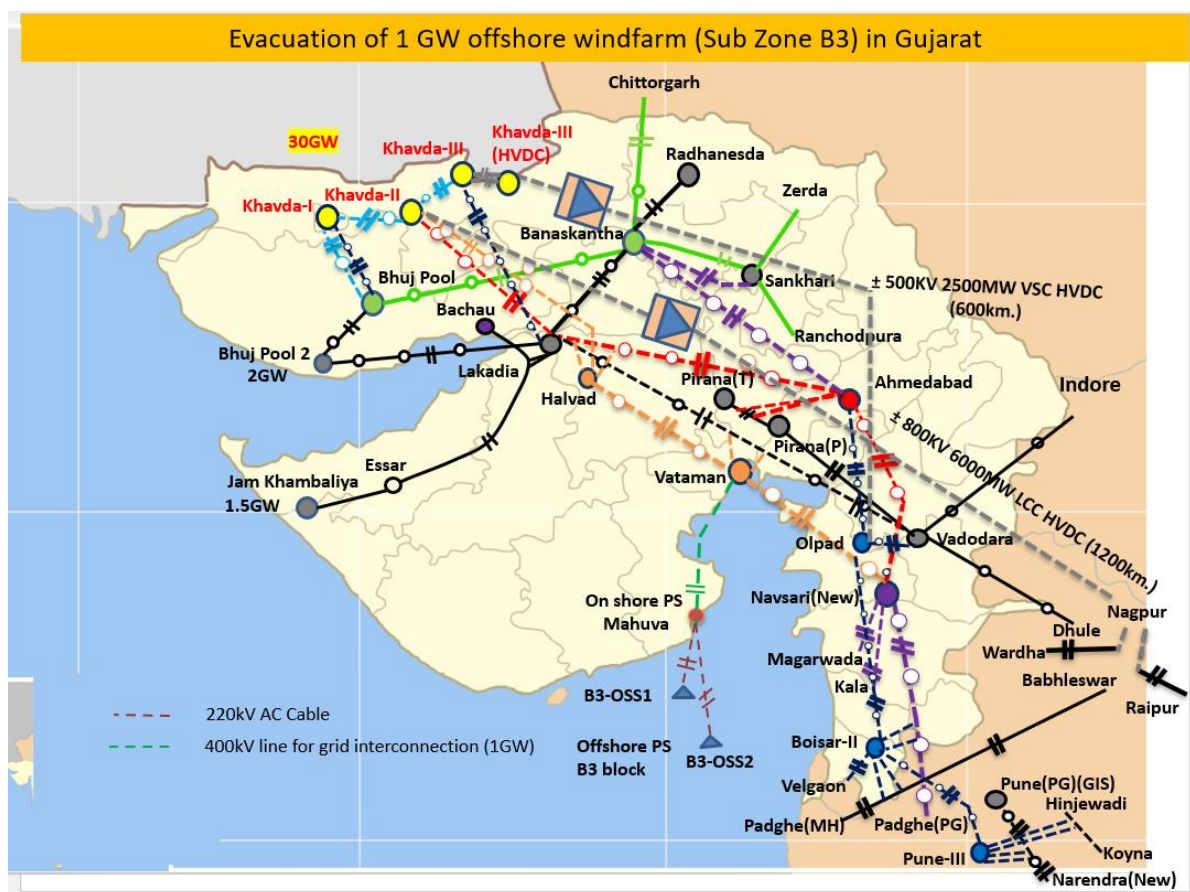 Evacuation of 1 GW offshore windfarm (Sub Zone B3) in Gujarat
Chittorgarh
30GW
Khavda-III
Khavda-III
(HVDC)
Radhanesda
Khavda-I
Khavda-II
Zerda
Banaskantha
Bhuj Pool
Sankhari
± 500KV 2500MW VSC HVDC
(600km.)
Bachau
Ranchodpura
Bhuj Pool 2
2GW
Lakadia
Halvad
Pirana(T)
Ahmedabad
Indore
± 800KV 6000MW LCC HVDC (1200km.)
Pirana(P)
Essar
Vataman
Jam Khambaliya
1.5GW
Olpad
Vadodara
On shore PS
Mahuva
Navsari(New)
Nagpur
Dhule
Wardha
Magarwada
Kala
Babhleswar
Raipur
B3-OSS1
220kV AC Cable
400kV line for grid interconnection (1GW)
Offshore PS
B3 block
B3-OSS2
Boisar-II
Velgaon
Pune(PG)(GIS)
Hinjewadi
Padghe(MH)
Padghe(PG)
Pune-III
Koyna
Narendra(New)